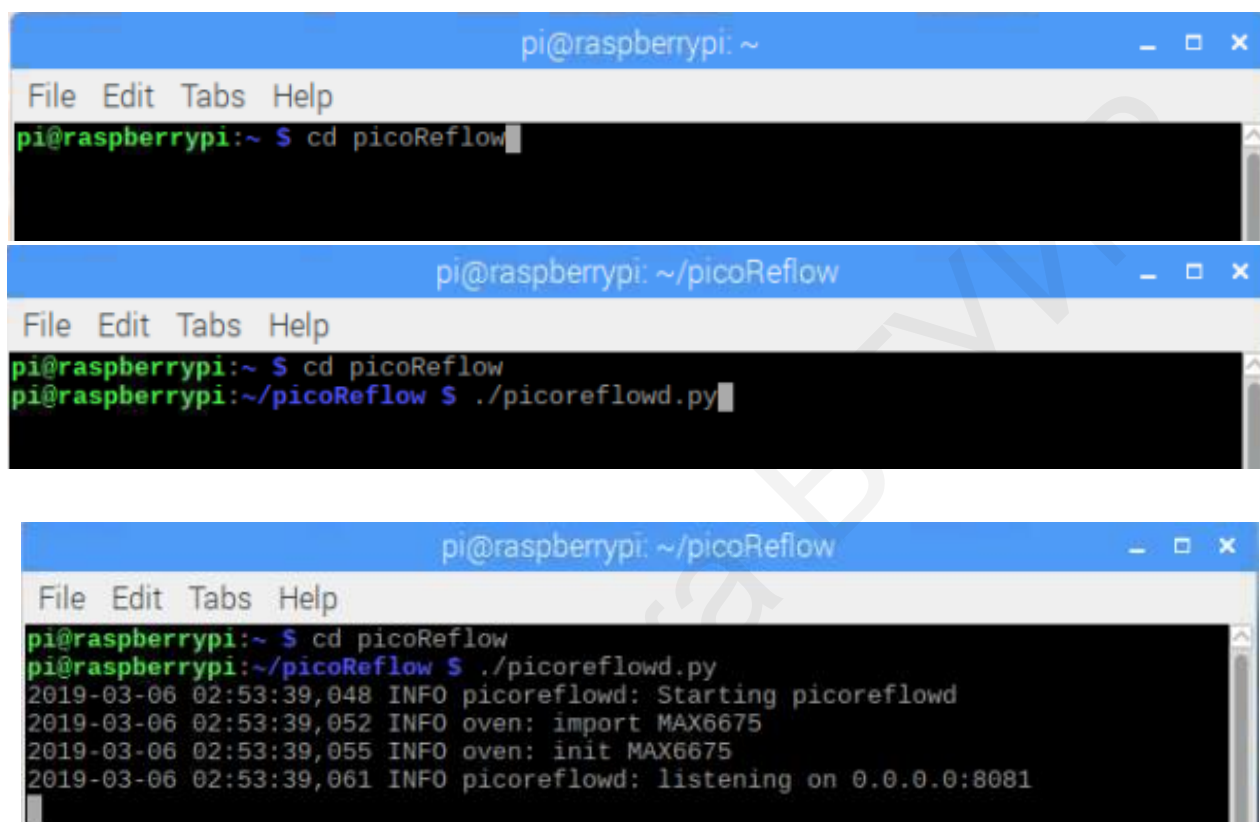 pi@raspberrypi: ~
File Edit Tabs Help
pi@raspberrypi:~ $ cd picoReflow
pi@raspberrypi: ~/picoReflow
File Edit Tabs Help
pi@raspberrypi:~ $ cd picoReflow
pi@raspberrypi:~/picoReflow $ ./picoreflowd.py
pi@raspberrypi: ~/picoReflow
File Edit Tabs Help
pi@raspberrypi:~ $ cd picoReflow
pi@raspberrypi:~/picoReflow $ ./picoreflowd.py
2019-03-06 02:53:39,048 INFO picoreflowd: Starting picoreflowd
2019-03-06 02:53:39,052 INFO oven: import MAX6675
2019-03-06 02:53:39,055 INFO oven: init MAX6675
2019-03-06 02:53:39,061 INFO picoreflowd: listening on 0.0.0.0:8081